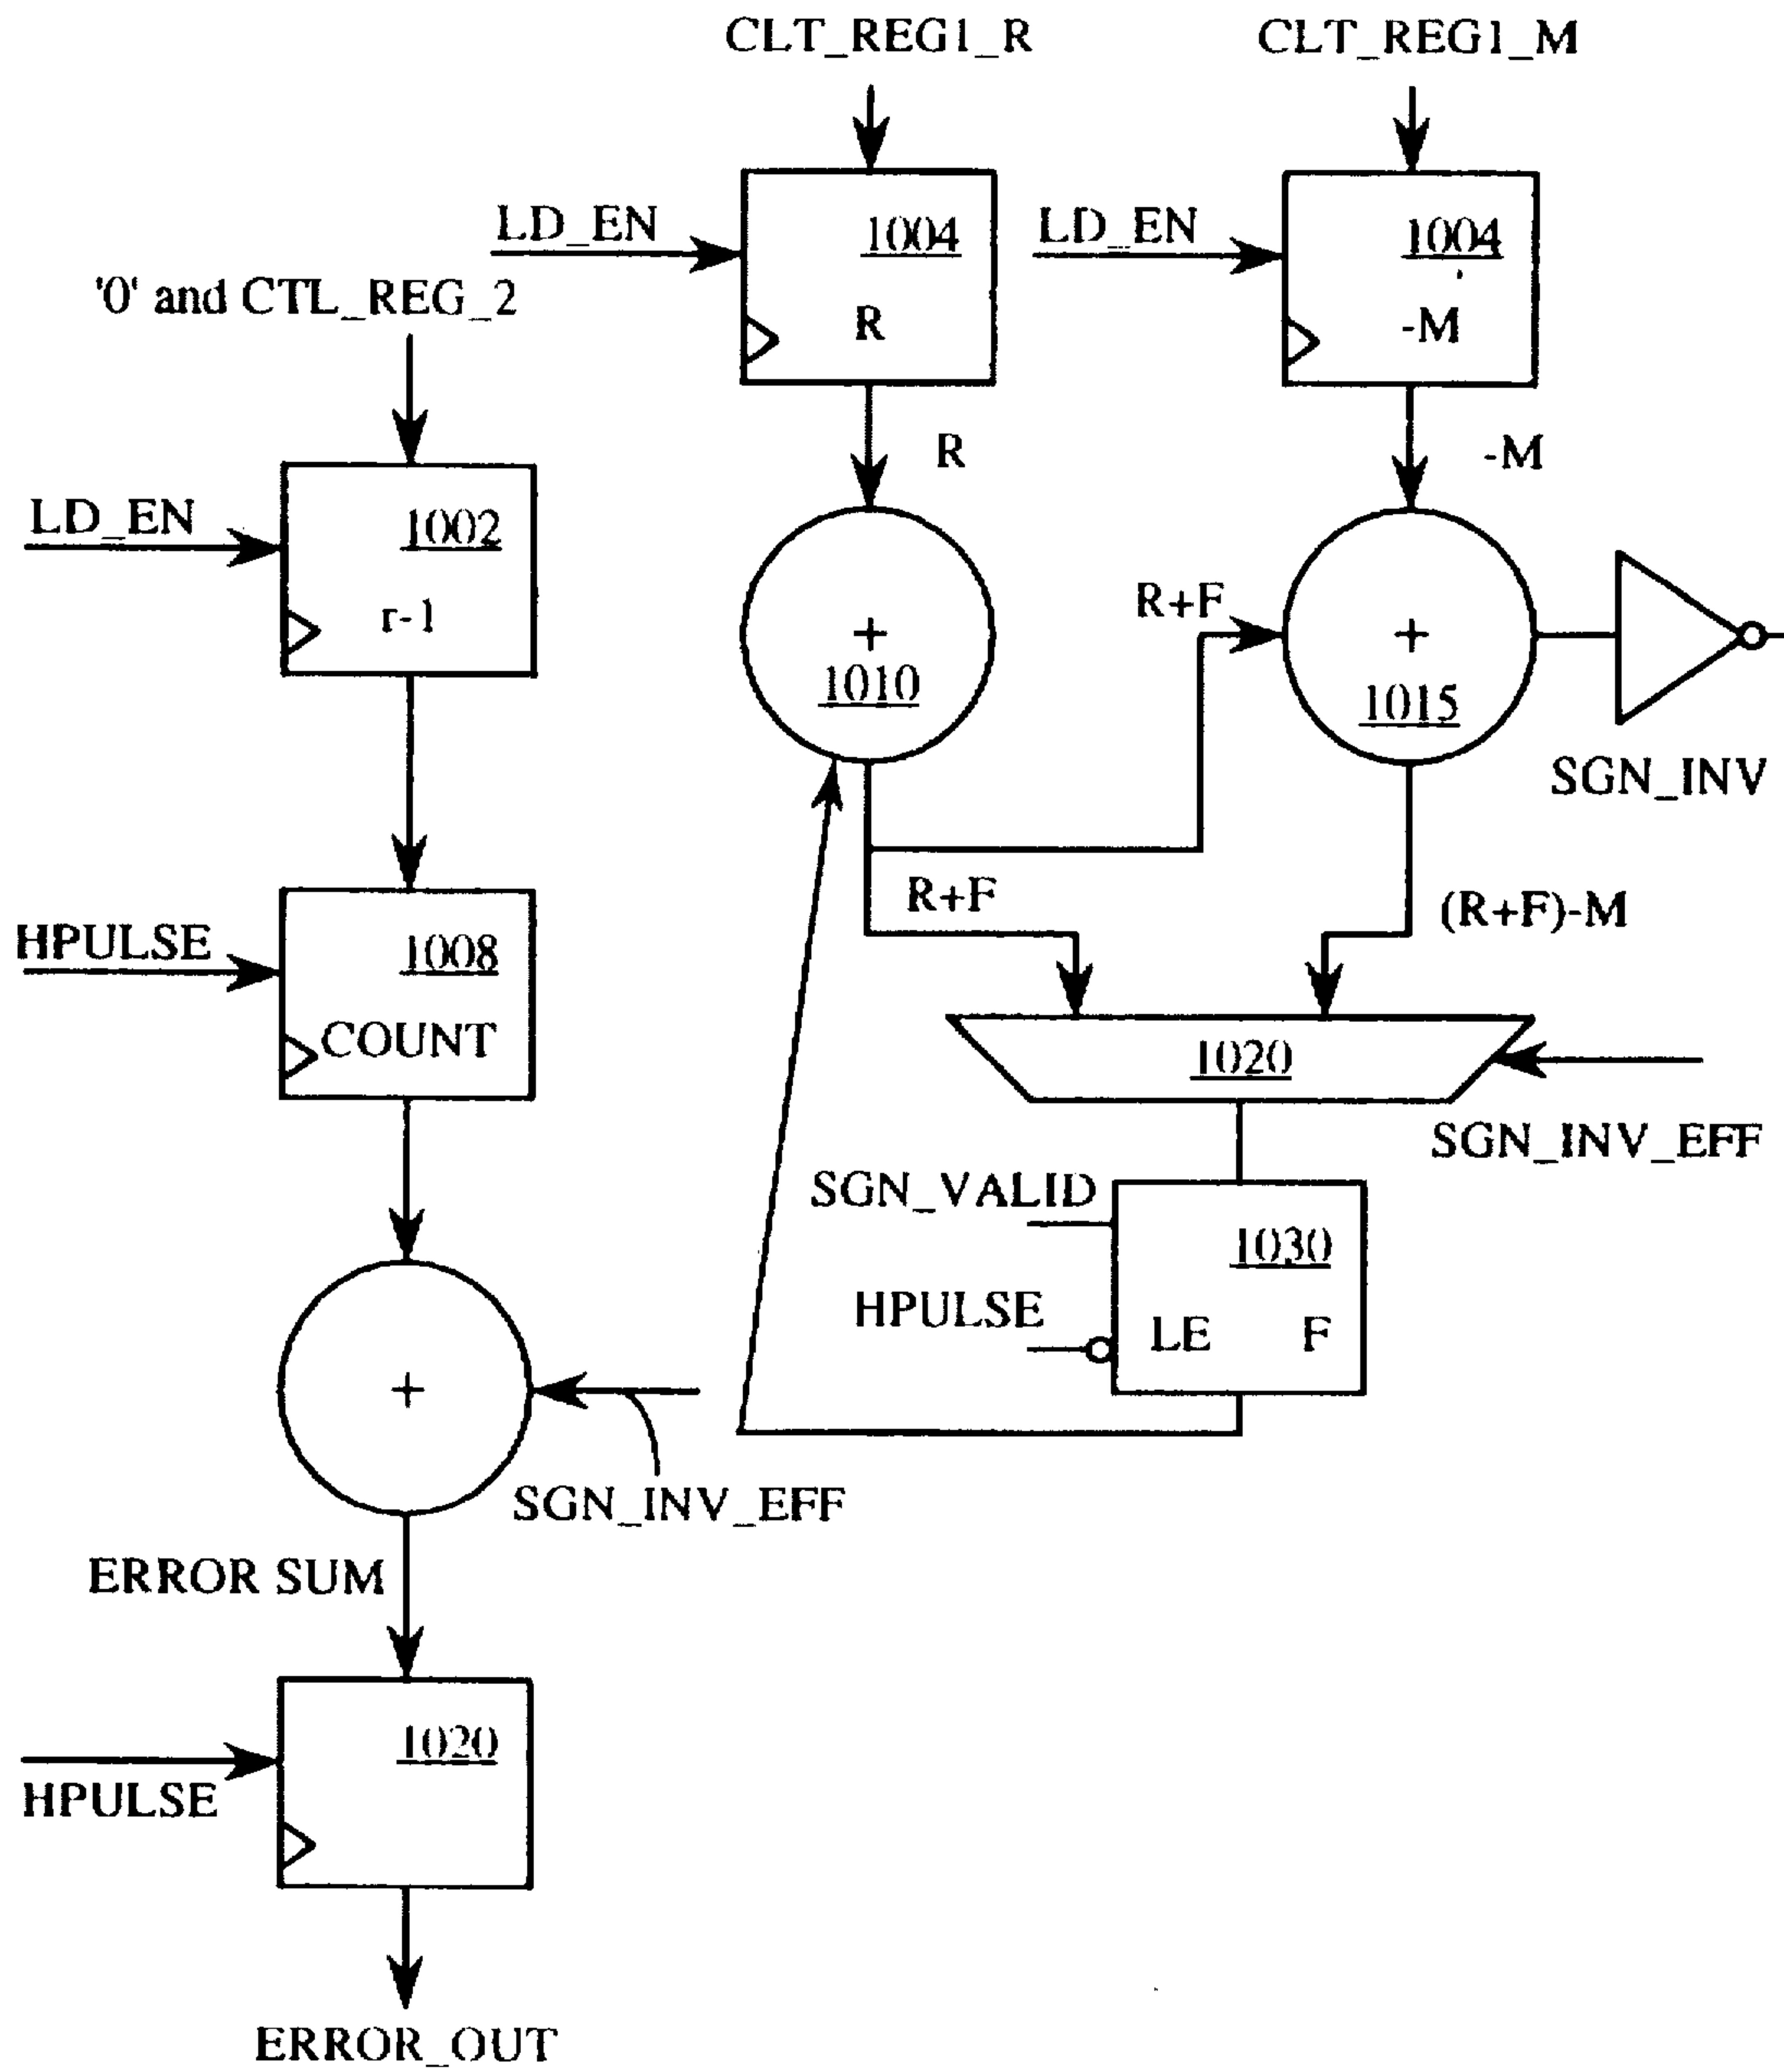 CLT_REG1_R
CLT_REG1_M
LD_EN
1004
R
LD_EN
1004
-M
'0' and CTL_REG_2
R
-M
LD_EN
1002
r-1
+
1010
R+F
+
1015
SGN_INV
R+F
(R+F)-M
HPULSE
1008
COUNT
1020
SGN_INV_EFF
SGN_VALID
1030
HPULSE
LE F
+
SGN_INV_EFF
ERROR SUM
1020
HPULSE
ERROR_OUT